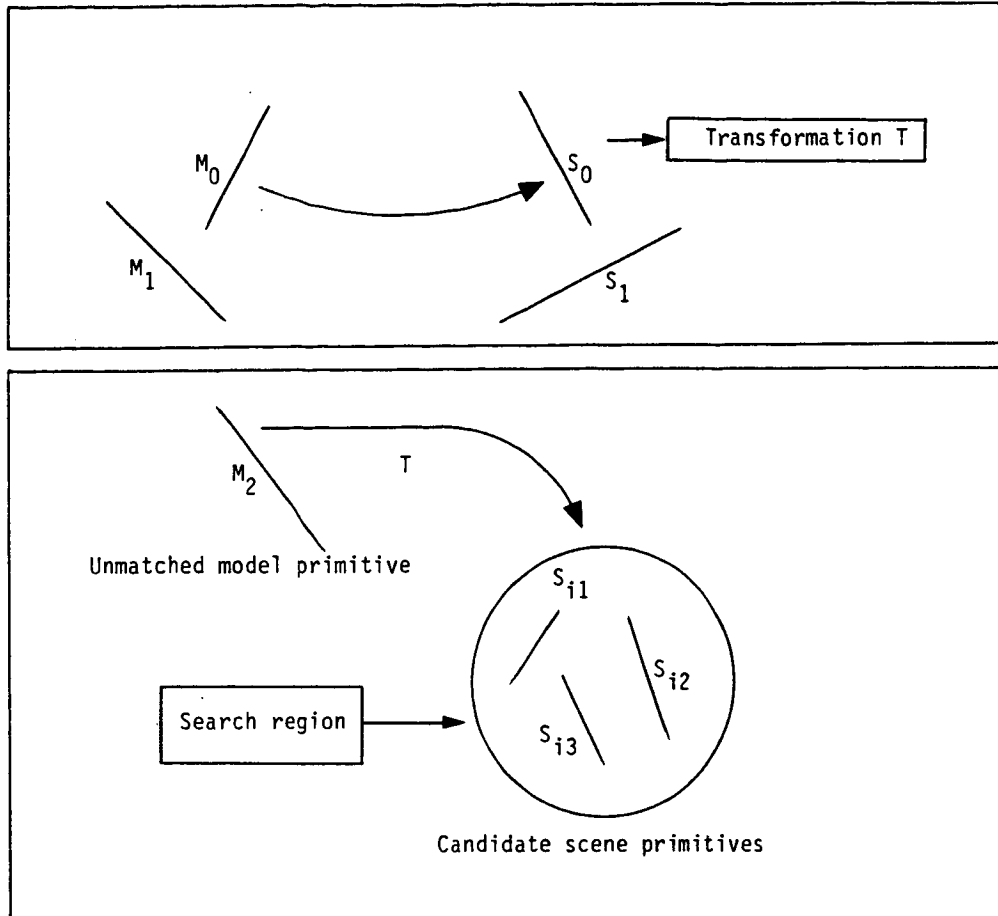 Transformation T
M0
S0
M1
S1
M2
T
Unmatched model primitive
Si1
Si2
Search region
Si3
Candidate scene primitives